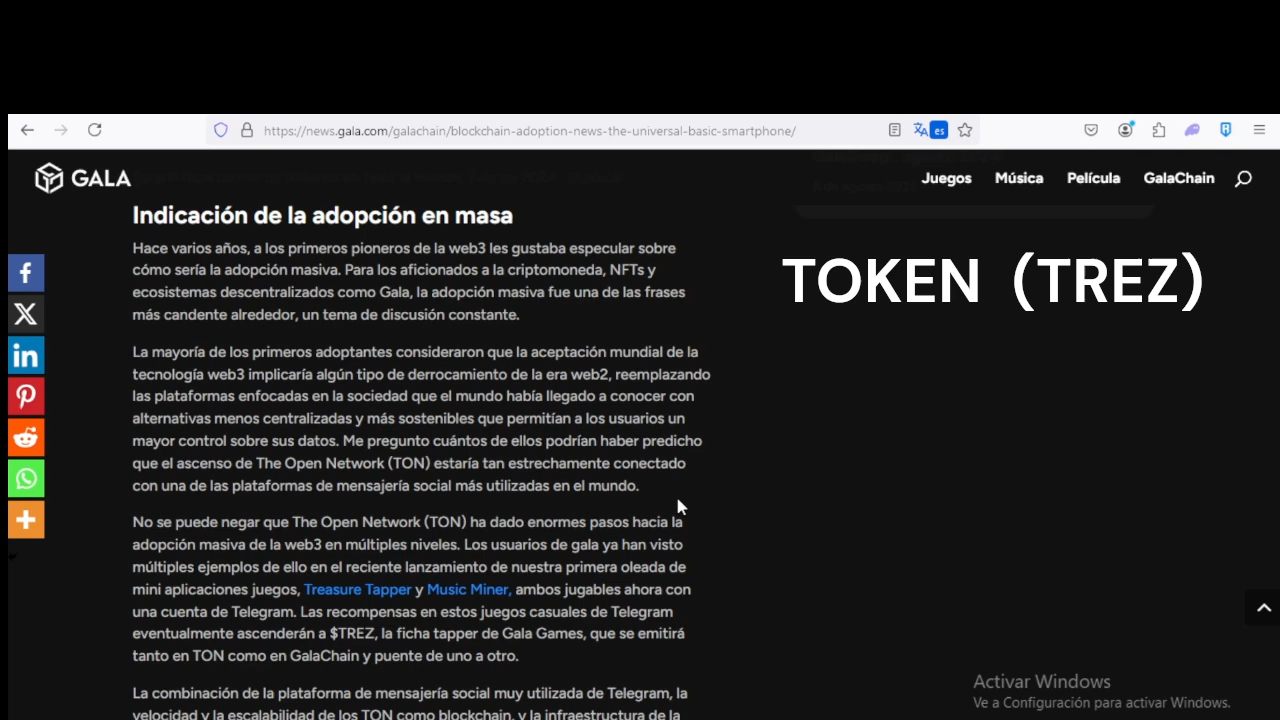 https://news.gala.com/galachain/blockchain-adoption-news-the-universal-basic-smartphone/
es
GALA
Juegos
Música
Película
GalaChain
Indicación de la adopción en masa
Hace varios años, a los primeros pioneros de la web3 les gustaba especular sobre
cómo sería la adopción masiva. Para los aficionados a la criptomoneda, NFTs y
ecosistemas descentralizados como Gala, la adopción masiva fue una de las frases
más candente alrededor, un tema de discusión constante.
TOKEN (TREZ)
La mayoría de los primeros adoptantes consideraron que la aceptación mundial de la
tecnología web3 implicaría algún tipo de derrocamiento de la era web2, reemplazando
las plataformas enfocadas en la sociedad que el mundo había llegado a conocer con
alternativas menos centralizadas y más sostenibles que permitían a los usuarios un
mayor control sobre sus datos. Me pregunto cuántos de ellos podrían haber predicho
que el ascenso de The Open Network (TON) estaría tan estrechamente conectado
con una de las plataformas de mensajería social más utilizadas en el mundo.
No se puede negar que The Open Network (TON) ha dado enormes pasos hacia la
adopción masiva de la web3 en múltiples niveles. Los usuarios de gala ya han visto
múltiples ejemplos de ello en el reciente lanzamiento de nuestra primera oleada de
mini aplicaciones juegos, Treasure Tapper y Music Miner, ambos jugables ahora con
una cuenta de Telegram. Las recompensas en estos juegos casuales de Telegram
eventualmente ascenderán a $TREZ, la ficha tapper de Gala Games, que se emitirá
tanto en TON como en GalaChain y puente de uno a otro.
La combinación de la plataforma de mensajería social muy utilizada de Telegram, la
velocidad y la escalabilidad de los TON como blockchain, y la infraestructura de la
Activar Windows
Ve a Configuración para activar Windows.